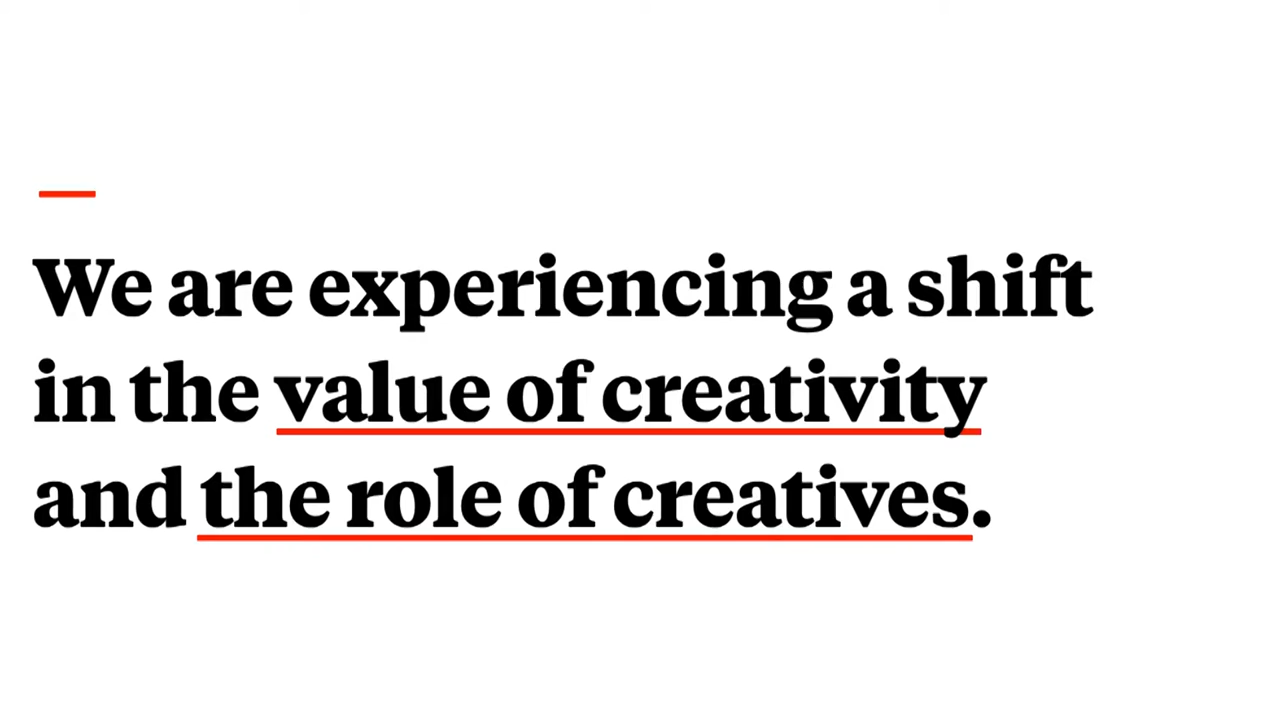 We are experiencing a shift
in the value of creativity
and the role of creatives.